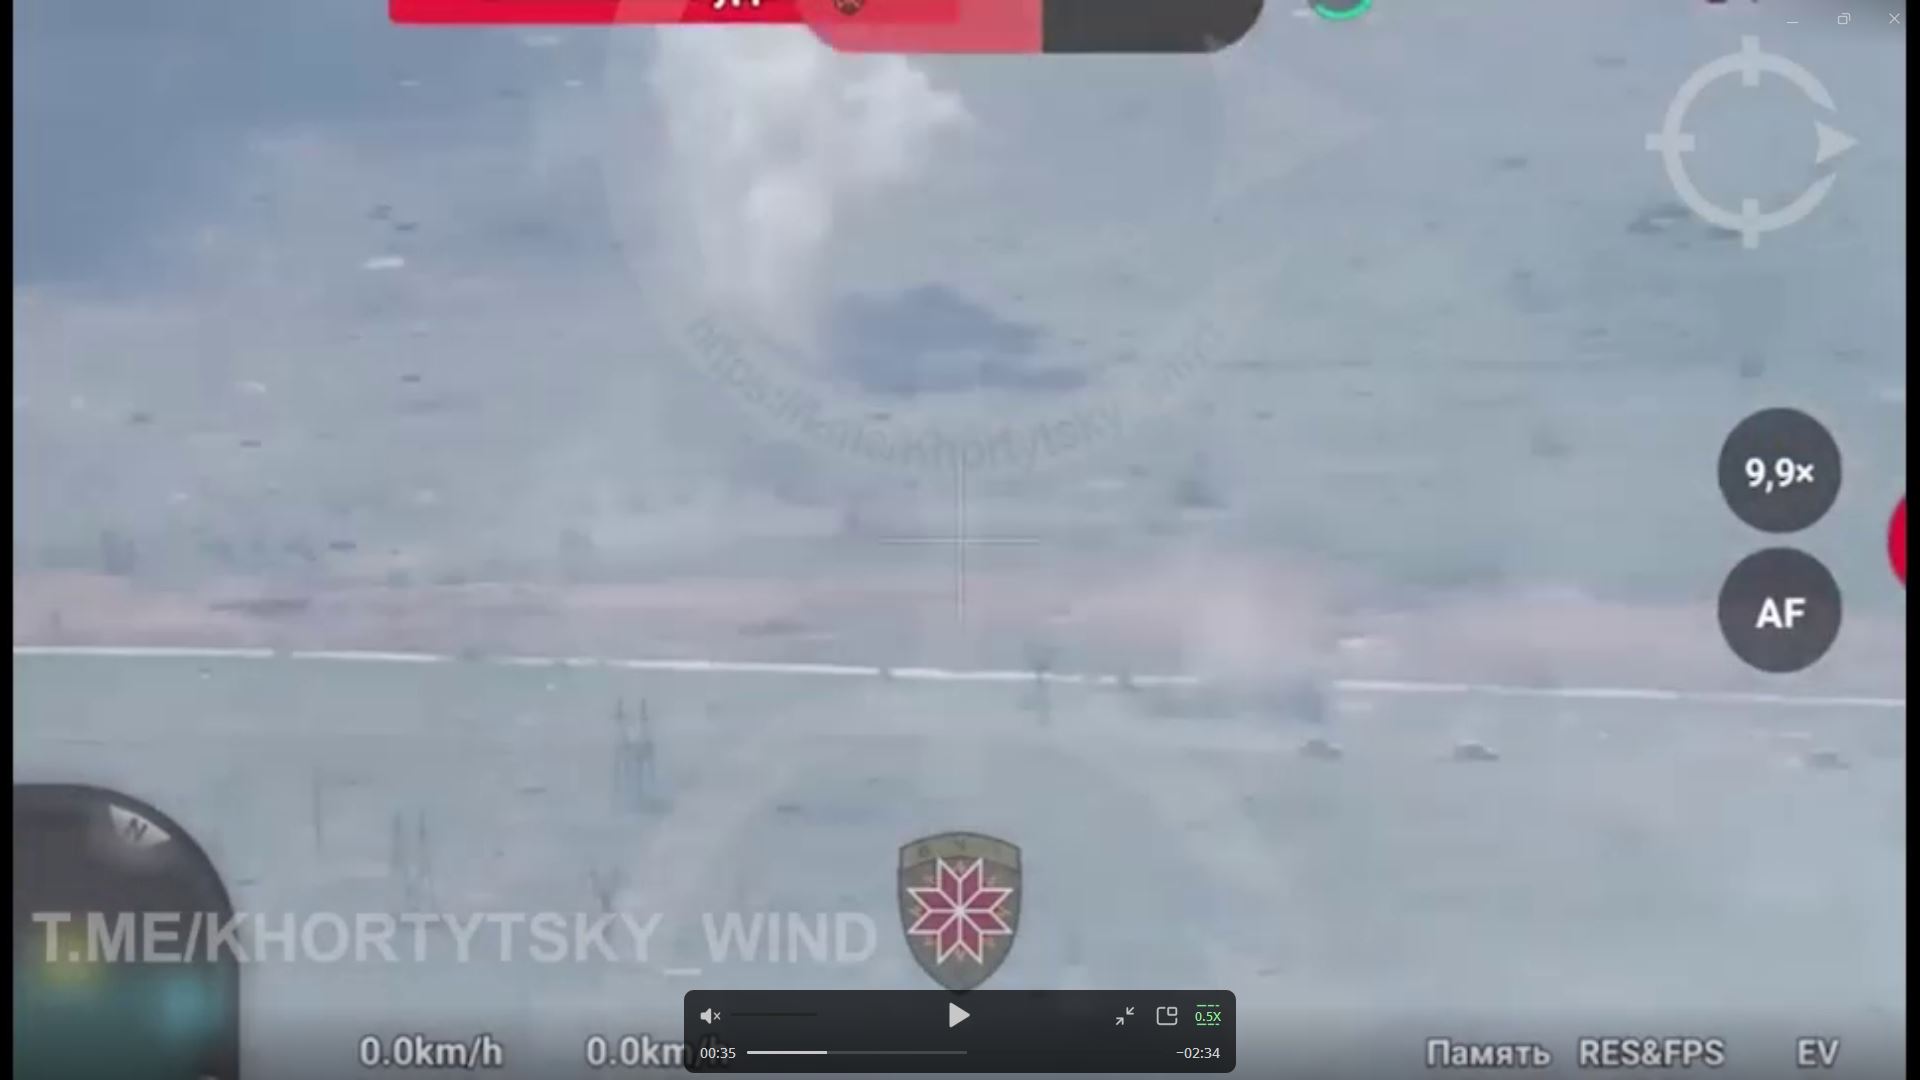 9,9×
AF
N
T.ME/KHORTYTSKY_WIND
0.5X
00:35
−02:34
0.0km/h
Память
RES&FPS
EV